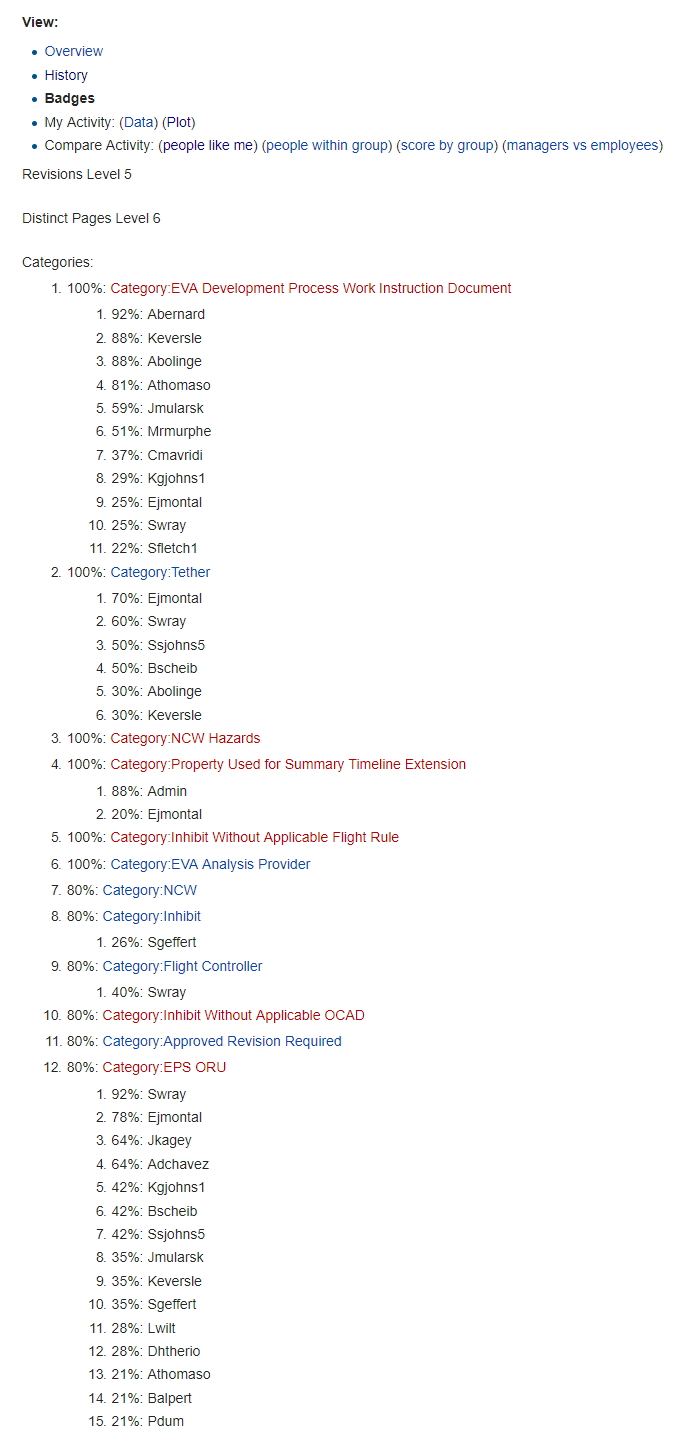 View:
Overview
History
Badges
My Activity: (Data) (Plot)
Compare Activity: (people like me) (people within group) (score by group) (managers vs employees)
Revisions Level 5
Distinct Pages Level 6
Categories:
1. 100%: Category:EVA Development Process Work Instruction Document
1. 92%: Abernard
2. 88%: Keversle
3. 88%: Abolinge
4. 81%: Athomaso
5. 59%: Jmularsk
6. 51%: Mrmurphe
7. 37%: Cmavridi
8. 29%: Kgjohns1
9. 25%: Ejmontal
10. 25%: Swray
11. 22%: Sfletch1
2. 100%: Category:Tether
1. 70%: Ejmontal
2. 60%: Swray
3. 50%: Ssjohns5
4. 50%: Bscheib
5. 30%: Abolinge
6. 30%: Keversle
3. 100%: Category:NCW Hazards
4. 100%: Category:Property Used for Summary Timeline Extension
1. 88%: Admin
2. 20%: Ejmontal
5. 100%: Category:Inhibit Without Applicable Flight Rule
6. 100%: Category:EVA Analysis Provider
7. 80%: Category:NCW
8. 80%: Category:Inhibit
1. 26%: Sgeffert
9. 80%: Category:Flight Controller
1. 40%: Swray
10. 80%: Category:Inhibit Without Applicable OCAD
11. 80%: Category:Approved Revision Required
12. 80%: Category:EPS ORU
1. 92%: Swray
2. 78%: Ejmontal
3. 64%: Jkagey
4. 64%: Adchavez
5. 42%: Kgjohns1
6. 42%: Bscheib
7. 42%: Ssjohns5
8. 35%: Jmularsk
9. 35%: Keversle
10. 35%: Sgeffert
11. 28%: Lwilt
12. 28%: Dhtherio
13. 21%: Athomaso
14. 21%: Balpert
15. 21%: Pdum